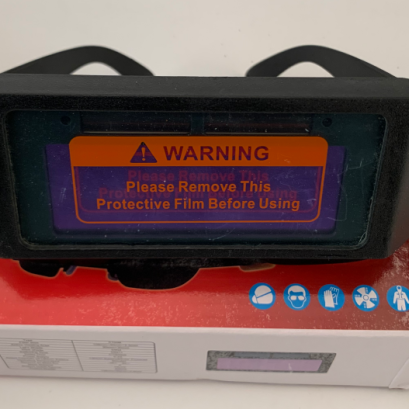 WARNING
Please Remove This
Protective Film Before Using